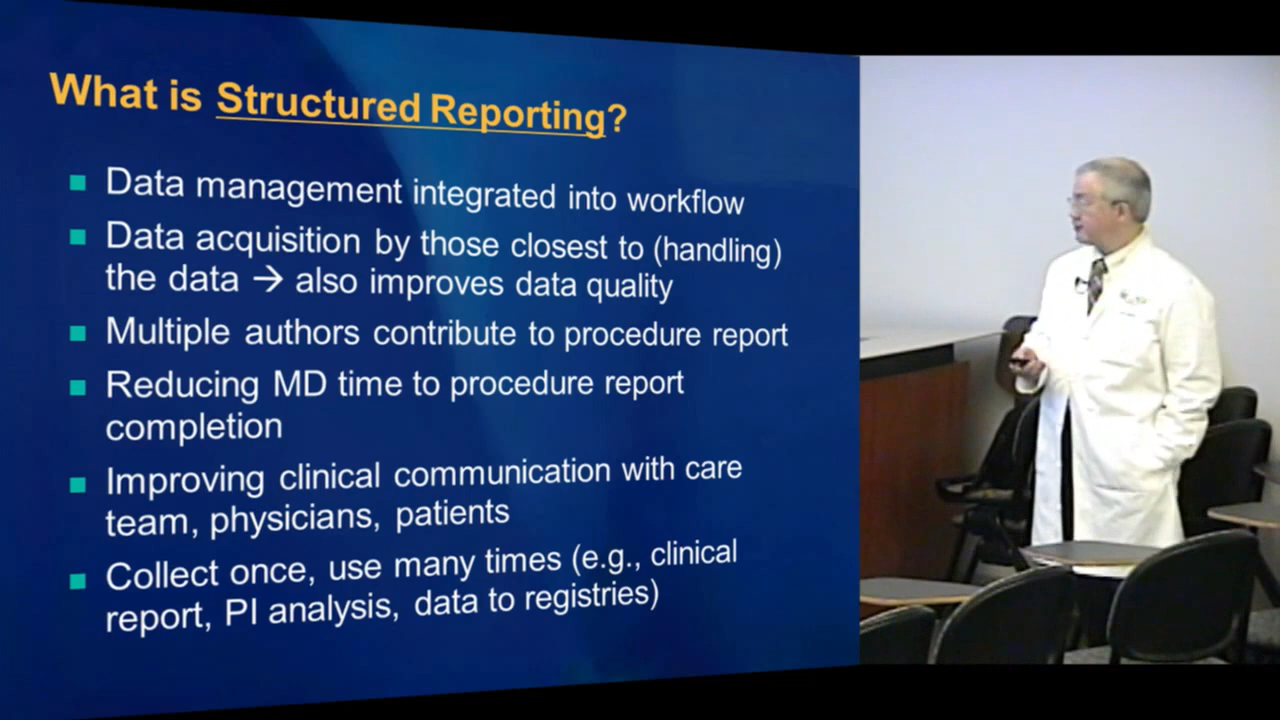 What is Structured Reporting?
Data management integrated into workflow
Data acquisition by those closest to (handling)
the data → also improves data quality
Multiple authors contribute to procedure report
Reducing MD time to procedure report
completion
Improving clinical communication with care
team, physicians, patients
Collect once, use many times (e.g., clinical
report, PI analysis, data to registries)